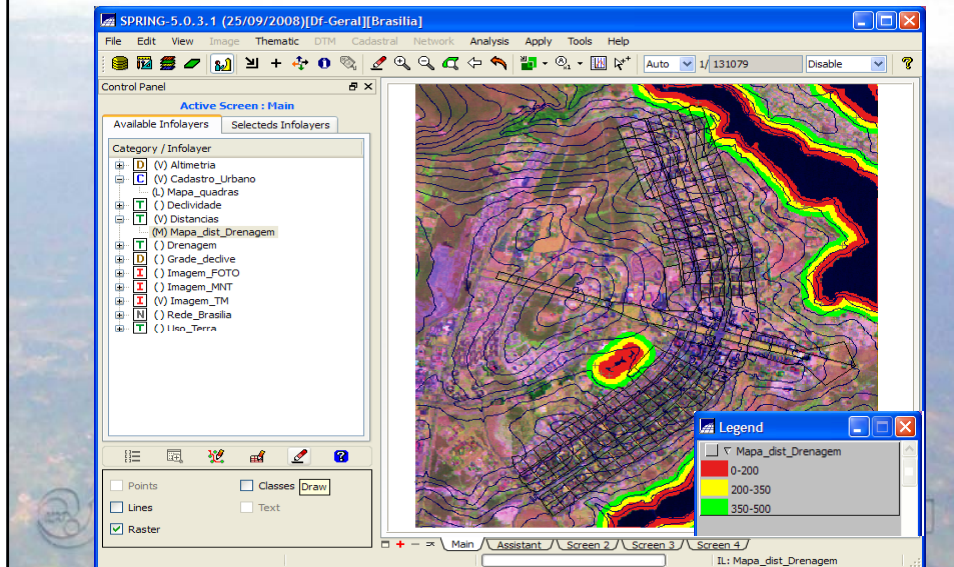 SPRING-5.0.3.1 (25/09/2008)[Df-Geral][Brasilia]
File Edit View Image Thematic DTM Cadastral Network Analysis Apply Tools Help
Auto 1/ 131079 Disable
Control Panel
Active Screen : Main
Available Infolayers Selecteds Infolayers
Category / Infolayer
D (V) Altimetria
C (V) Cadastro_Urbano
(L) Mapa_quadras
T ( ) Declividade
T (V) Distancias
(M) Mapa_dist_Drenagem
T ( ) Drenagem
D ( ) Grade_declive
I ( ) Imagem_FOTO
I ( ) Imagem_MNT
I (V) Imagem_TM
N ( ) Rede_Brasilia
T ( ) Uso_Terra
Points Classes Draw
Lines Text
Raster
Legend
Mapa_dist_Drenagem
0-200
200-350
350-500
Main Assistant Screen 2 Screen 3 Screen 4
IL: Mapa_dist_Drenagem